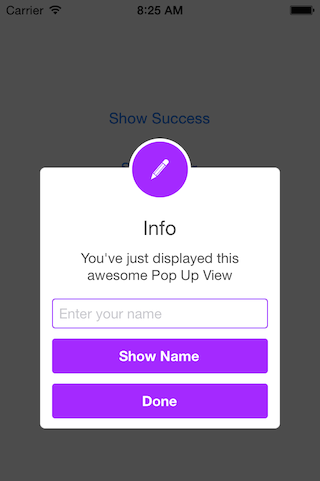 Carrier 8:25 AM
Show Success
Info
You've just displayed this
awesome Pop Up View
Enter your name
Show Name
Done